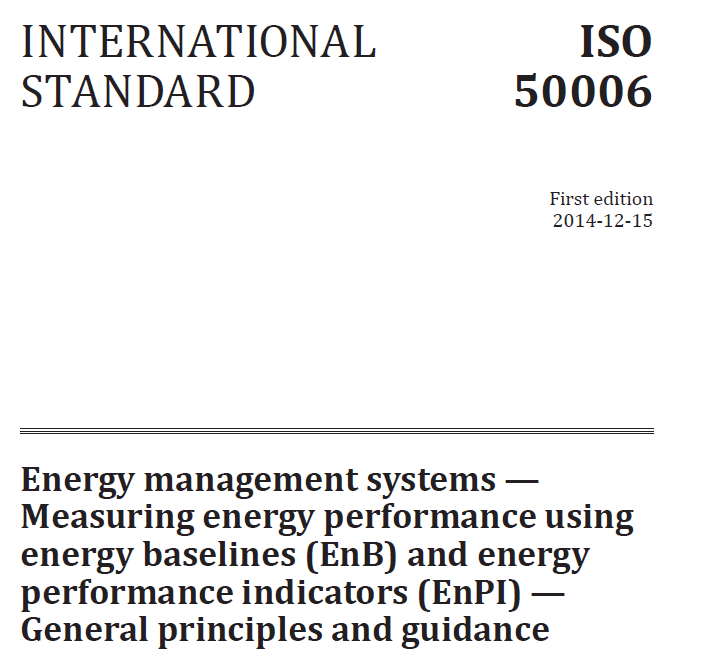 INTERNATIONAL
STANDARD
ISO
50006
First edition
2014-12-15
Energy management systems —
Measuring energy performance using
energy baselines (EnB) and energy
performance indicators (EnPI) —
General principles and guidance